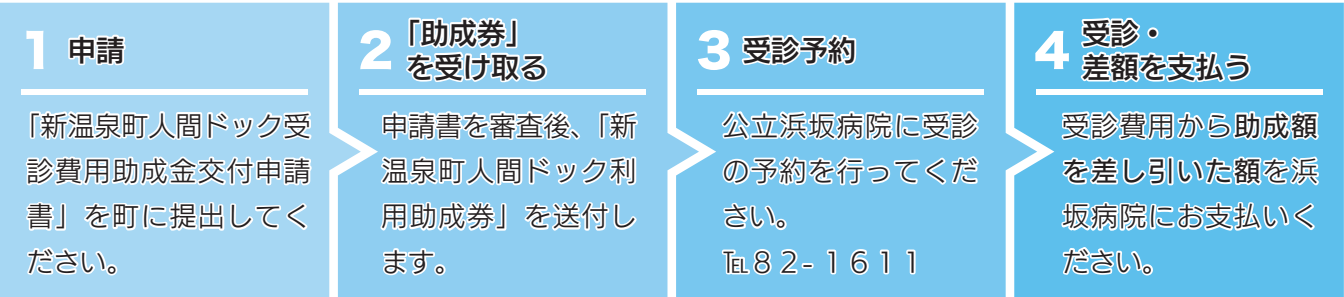 1 申請
「新温泉町人間ドック受
診費用助成金交付申請
書」を町に提出してく
ださい。
2 「助成券」
を受け取る
申請書を審査後、「新
温泉町人間ドック利
用助成券」を送付し
ます。
3 受診予約
公立浜坂病院に受診
の予約を行ってくだ
さい。
℡８２-１６１１
4 受診・
差額を支払う
受診費用から助成額
を差し引いた額を浜
坂病院にお支払いく
ださい。